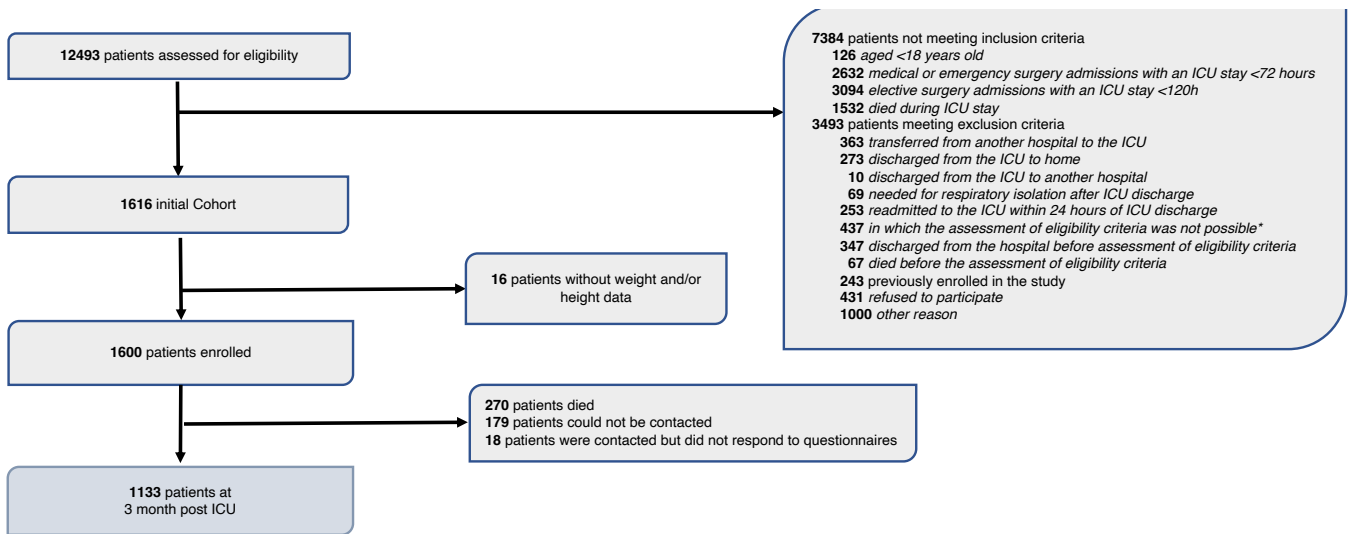 12493 patients assessed for eligibility
7384 patients not meeting inclusion criteria
126 aged <18 years old
2632 medical or emergency surgery admissions with an ICU stay <72 hours
3094 elective surgery admissions with an ICU stay <120h
1532 died during ICU stay
3493 patients meeting exclusion criteria
363 transferred from another hospital to the ICU
273 discharged from the ICU to home
10 discharged from the ICU to another hospital
69 needed for respiratory isolation after ICU discharge
253 readmitted to the ICU within 24 hours of ICU discharge
437 in which the assessment of eligibility criteria was not possible*
347 discharged from the hospital before assessment of eligibility criteria
67 died before the assessment of eligibility criteria
243 previously enrolled in the study
431 refused to participate
1000 other reason
1616 initial Cohort
16 patients without weight and/or
height data
1600 patients enrolled
270 patients died
179 patients could not be contacted
18 patients were contacted but did not respond to questionnaires
1133 patients at
3 month post ICU